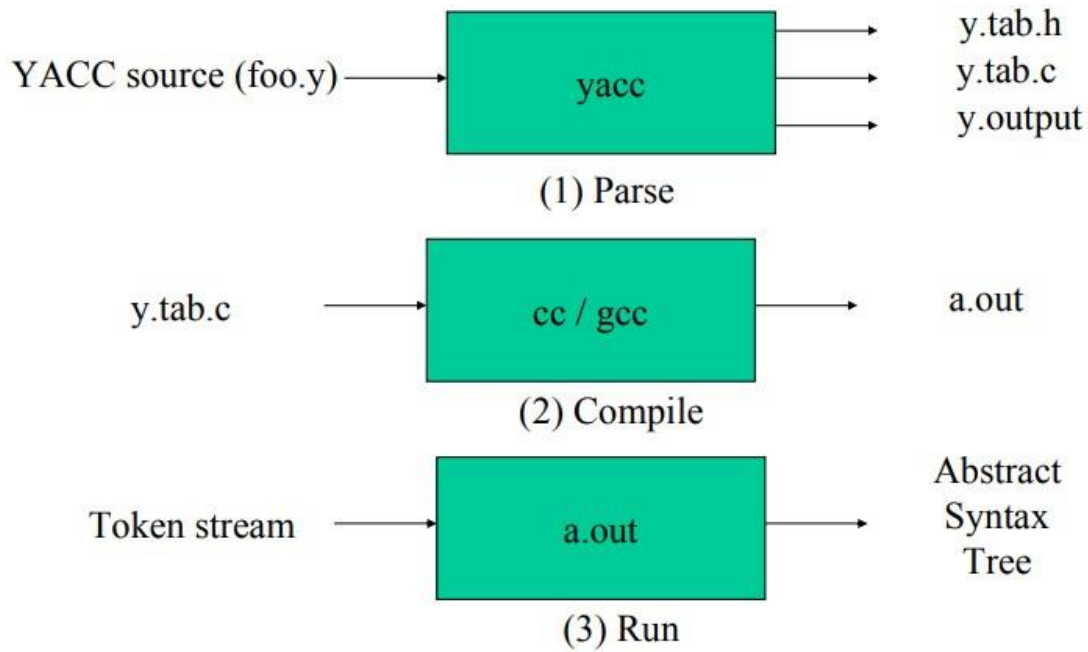 y.tab.h
YACC source (foo.y)
yacc
y.tab.c
y.output
(1) Parse
y.tab.c
cc / gcc
a.out
(2) Compile
Token stream
a.out
Abstract
Syntax
Tree
(3) Run